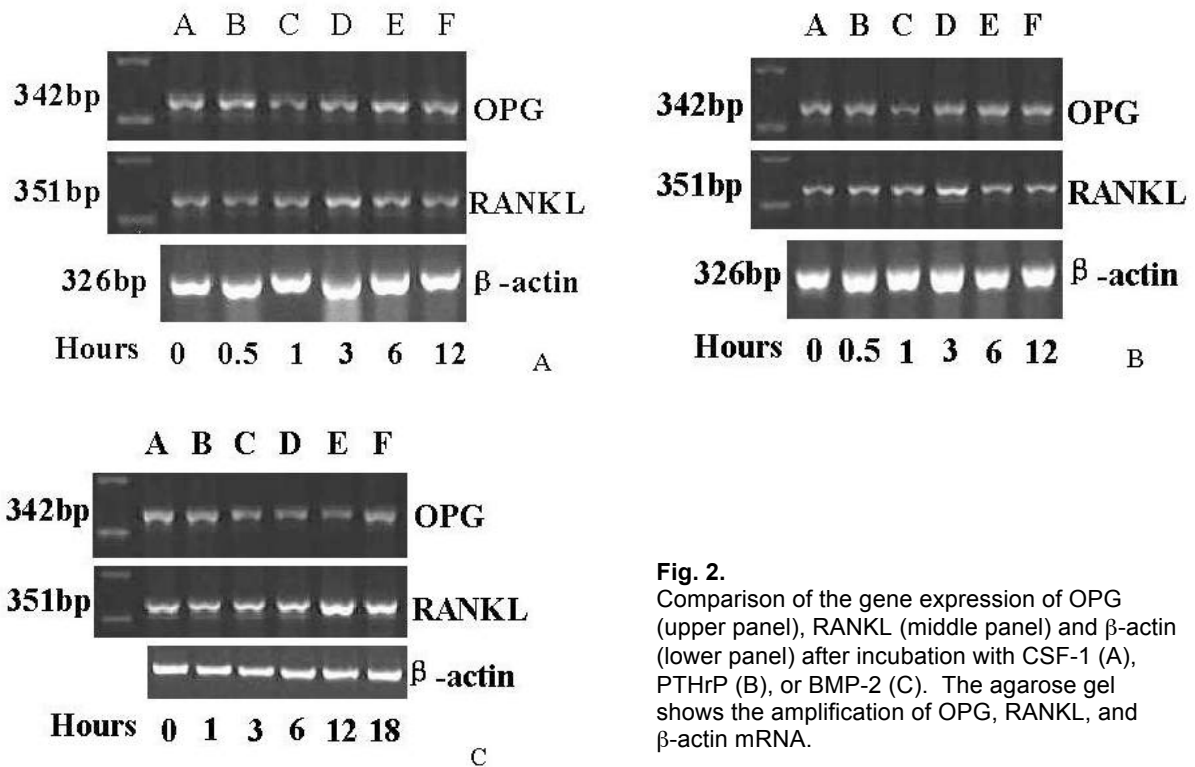 A B C D E F
342bp OPG
351bp RANKL
326bp β-actin
Hours 0 0.5 1 3 6 12 A
A B C D E F
342bp OPG
351bp RANKL
326bp β-actin
Hours 0 0.5 1 3 6 12 B
A B C D E F
342bp OPG
351bp RANKL
β-actin
Hours 0 1 3 6 12 18 C
Fig. 2.
Comparison of the gene expression of OPG
(upper panel), RANKL (middle panel) and β-actin
(lower panel) after incubation with CSF-1 (A),
PTHrP (B), or BMP-2 (C). The agarose gel
shows the amplification of OPG, RANKL, and
β-actin mRNA.